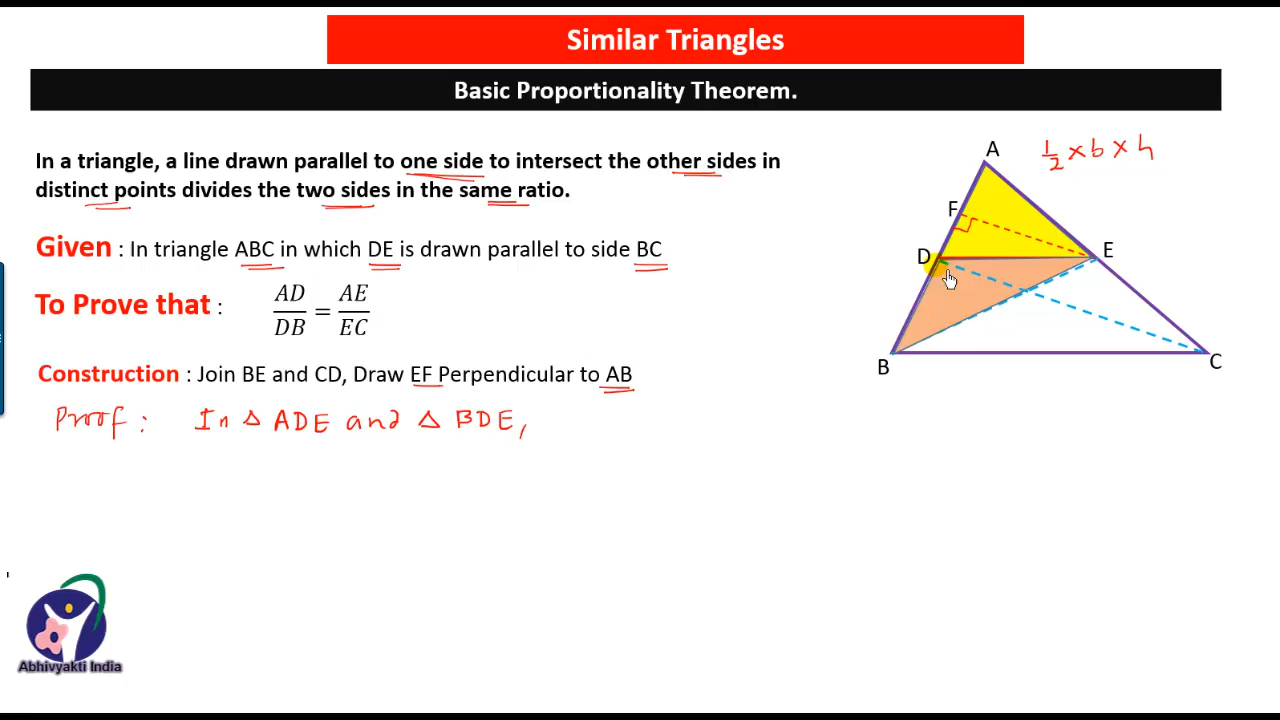 Similar Triangles
Basic Proportionality Theorem.
In a triangle, a line drawn parallel to one side to intersect the other sides in
distinct points divides the two sides in the same ratio.
Given : In triangle ABC in which DE is drawn parallel to side BC
To Prove that : AD/DB = AE/EC
Construction : Join BE and CD, Draw EF Perpendicular to AB
Proof : In Δ ADE and Δ BDE,
A
1/2 × b × h
F
D
E
B
C
Abhivyakti India